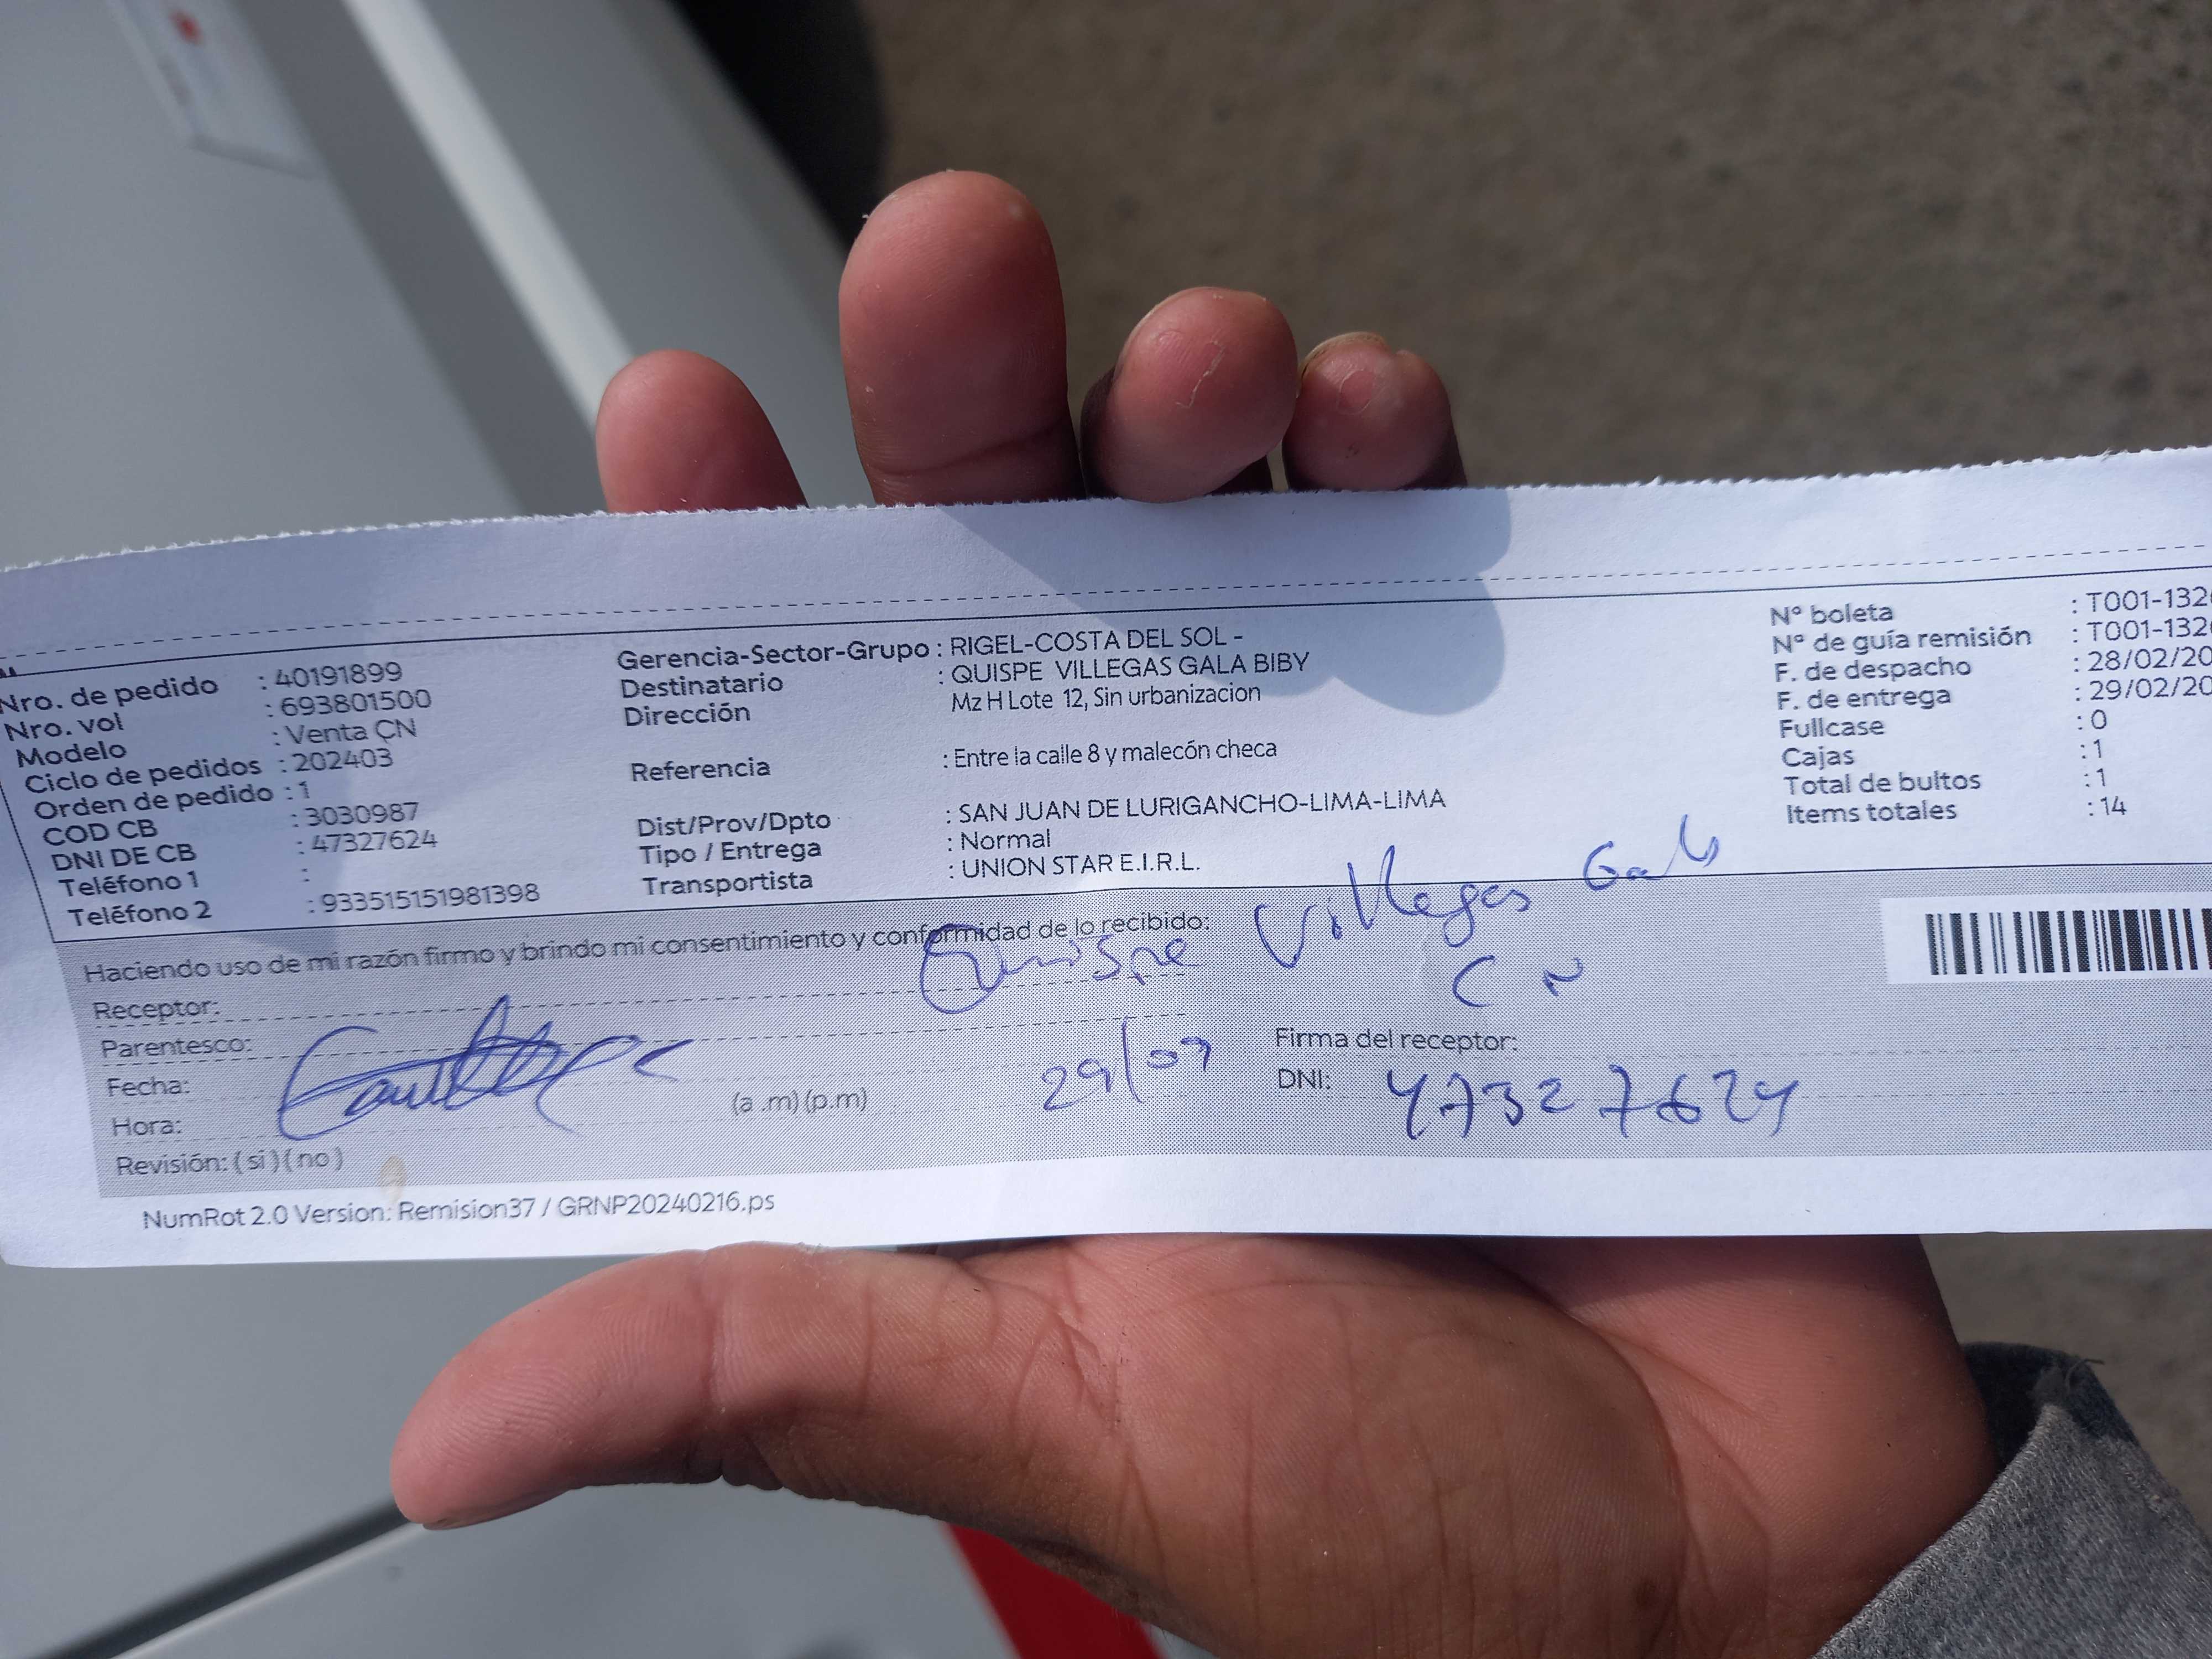 Nro. de pedido : 40191899
Nro. vol : 693801500
Modelo : Venta CN
Ciclo de pedidos : 202403
Orden de pedido : 1
COD CB : 3030987
DNI DE CB : 47327624
Teléfono 1 :
Teléfono 2 : 933515151981398
Gerencia-Sector-Grupo : RIGEL-COSTA DEL SOL -
Destinatario : QUISPE VILLEGAS GALA BIBY
Dirección Mz H Lote 12, Sin urbanizacion
Referencia : Entre la calle 8 y malecón checa
Dist/Prov/Dpto : SAN JUAN DE LURIGANCHO-LIMA-LIMA
Tipo / Entrega : Normal
Transportista : UNION STAR E.I.R.L.
N° boleta : T001-132
N° de guía remisión : T001-132
F. de despacho : 28/02/20
F. de entrega : 29/02/20
Fullcase : 0
Cajas : 1
Total de bultos : 1
Items totales : 14
Haciendo uso de mi razón firmo y brindo mi consentimiento y conformidad de lo recibido:
Receptor: Quispe Villegas Gala
CN
Parentesco:
Fecha: 29/02
Hora: (a .m) (p.m)
Revisión: ( si ) ( no )
Firma del receptor:
DNI: 47327624
NumRot 2.0 Version: Remision37 / GRNP20240216.ps